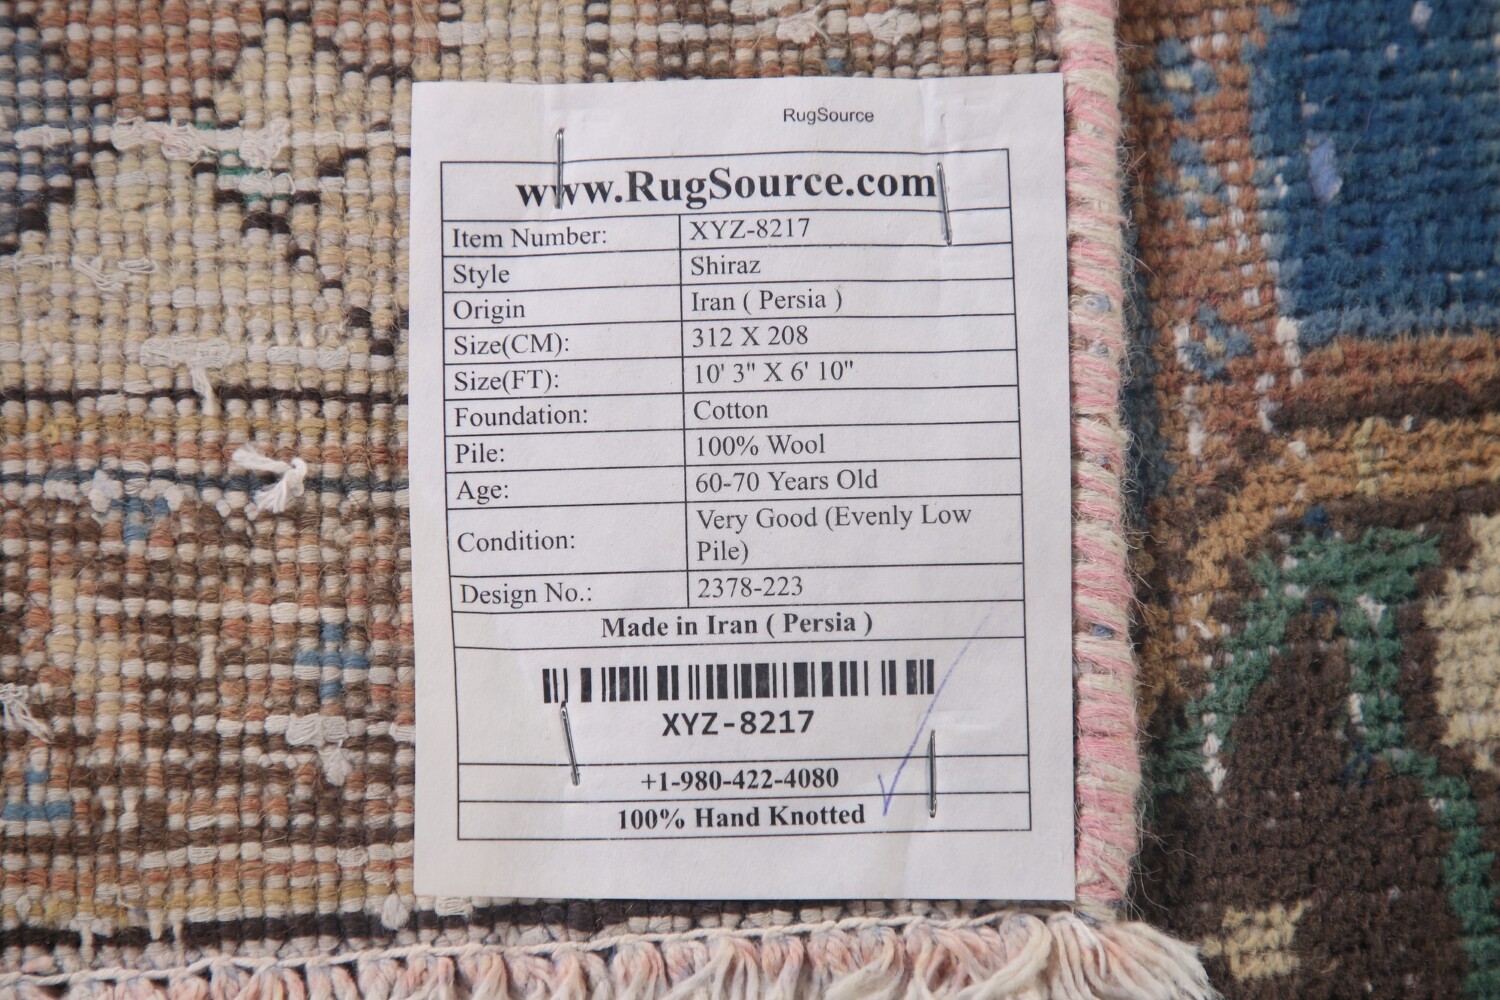 RugSource
www.RugSource.com
Item Number: XYZ-8217
Style Shiraz
Origin Iran ( Persia )
Size(CM): 312 X 208
Size(FT): 10' 3" X 6' 10"
Foundation: Cotton
Pile: 100% Wool
Age: 60-70 Years Old
Condition: Very Good (Evenly Low
Pile)
Design No.: 2378-223
Made in Iran ( Persia )
XYZ-8217
+1-980-422-4080
100% Hand Knotted